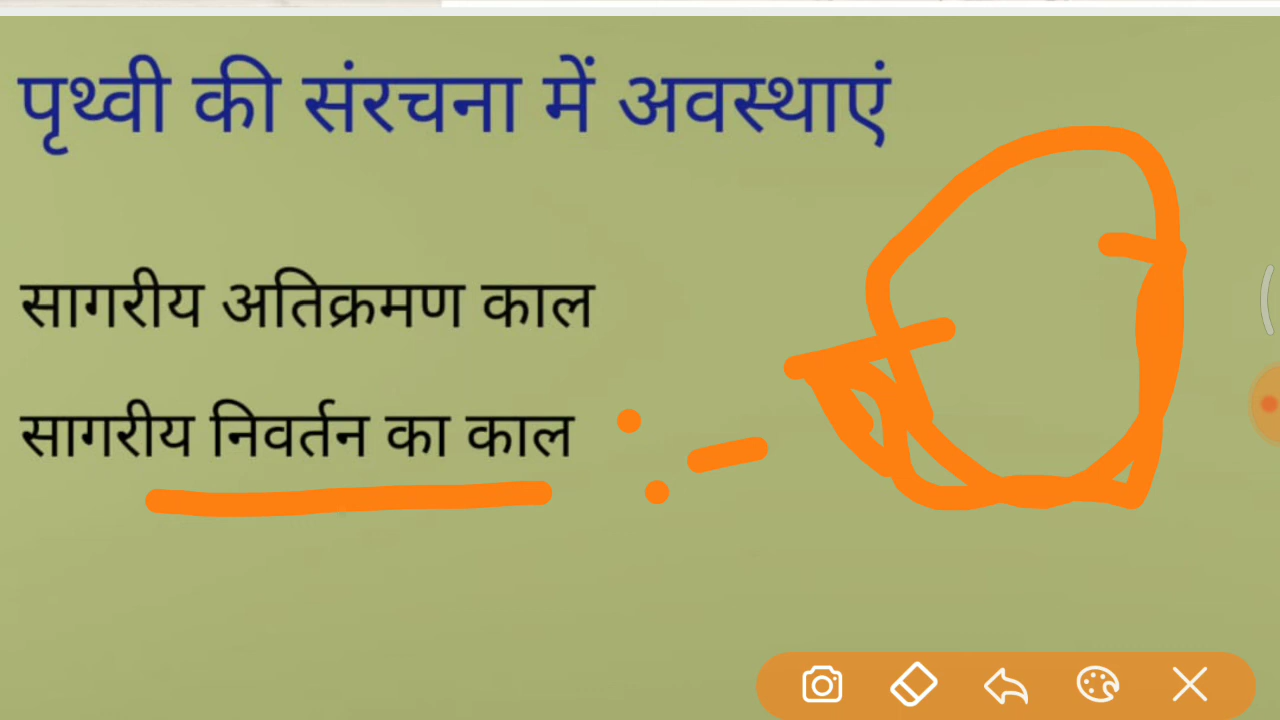 पृथ्वी की संरचना में अवस्थाएं
सागरीय अतिक्रमण काल
सागरीय निवर्तन का काल :-